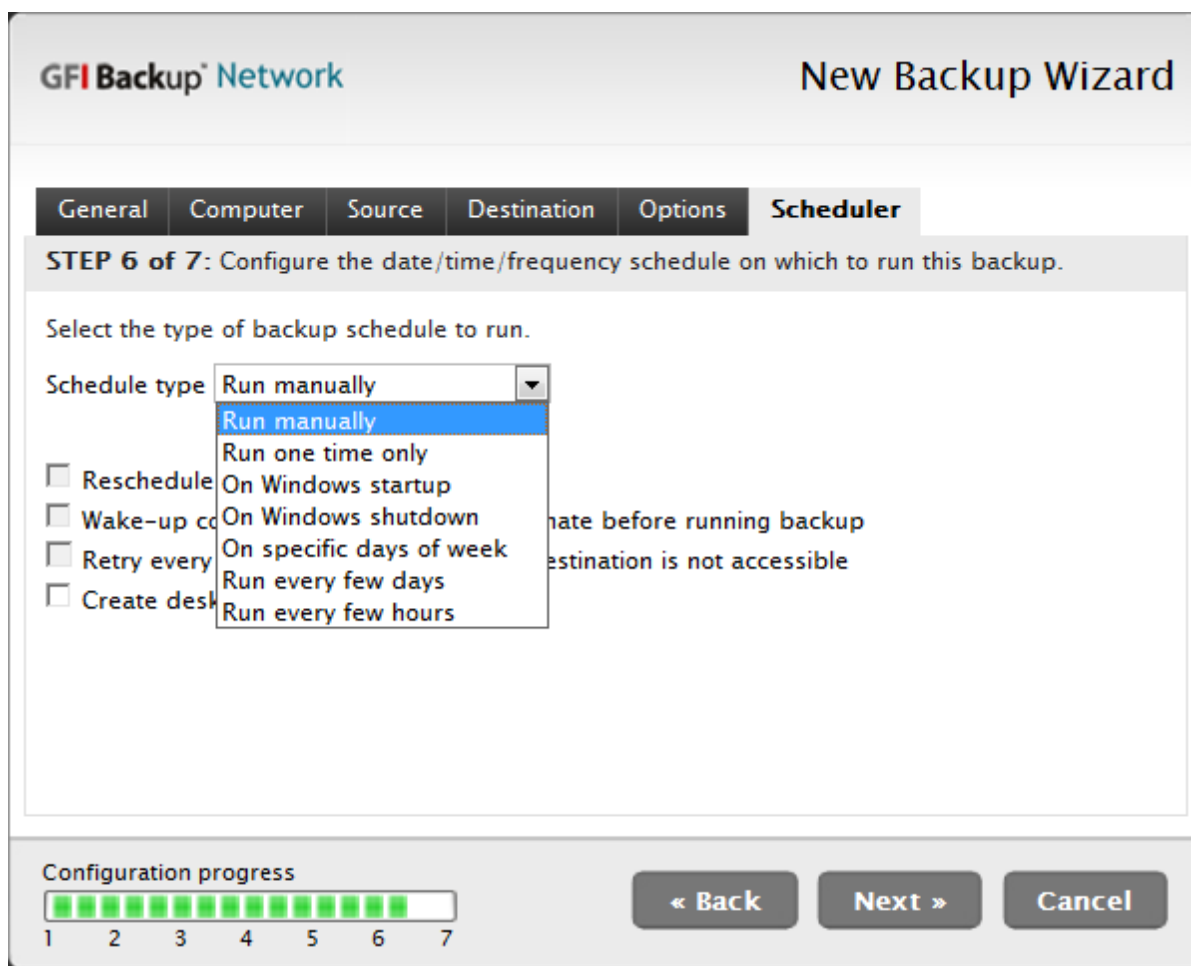 GFI Backup Network
New Backup Wizard
General Computer Source Destination Options Scheduler
STEP 6 of 7: Configure the date/time/frequency schedule on which to run this backup.
Select the type of backup schedule to run.
Schedule type Run manually
Run manually
Run one time only
On Windows startup
On Windows shutdown
On specific days of week
Run every few days
Run every few hours
Reschedule
Wake-up before running backup
Retry every is not accessible
Create
Configuration progress
1 2 3 4 5 6 7
« Back Next » Cancel